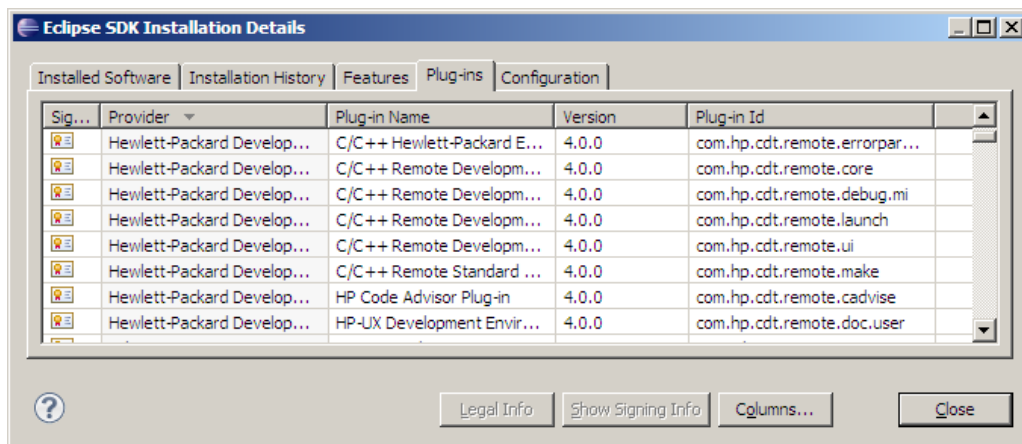 Eclipse SDK Installation Details
Installed Software Installation History Features Plug-ins Configuration
Sig... Provider Plug-in Name Version Plug-in Id
Hewlett-Packard Develop... C/C++ Hewlett-Packard E... 4.0.0 com.hp.cdt.remote.errorpar...
Hewlett-Packard Develop... C/C++ Remote Developm... 4.0.0 com.hp.cdt.remote.core
Hewlett-Packard Develop... C/C++ Remote Developm... 4.0.0 com.hp.cdt.remote.debug.mi
Hewlett-Packard Develop... C/C++ Remote Developm... 4.0.0 com.hp.cdt.remote.launch
Hewlett-Packard Develop... C/C++ Remote Developm... 4.0.0 com.hp.cdt.remote.ui
Hewlett-Packard Develop... C/C++ Remote Standard ... 4.0.0 com.hp.cdt.remote.make
Hewlett-Packard Develop... HP Code Advisor Plug-in 4.0.0 com.hp.cdt.remote.cadvise
Hewlett-Packard Develop... HP-UX Development Envir... 4.0.0 com.hp.cdt.remote.doc.user
? Legal Info Show Signing Info Columns... Close